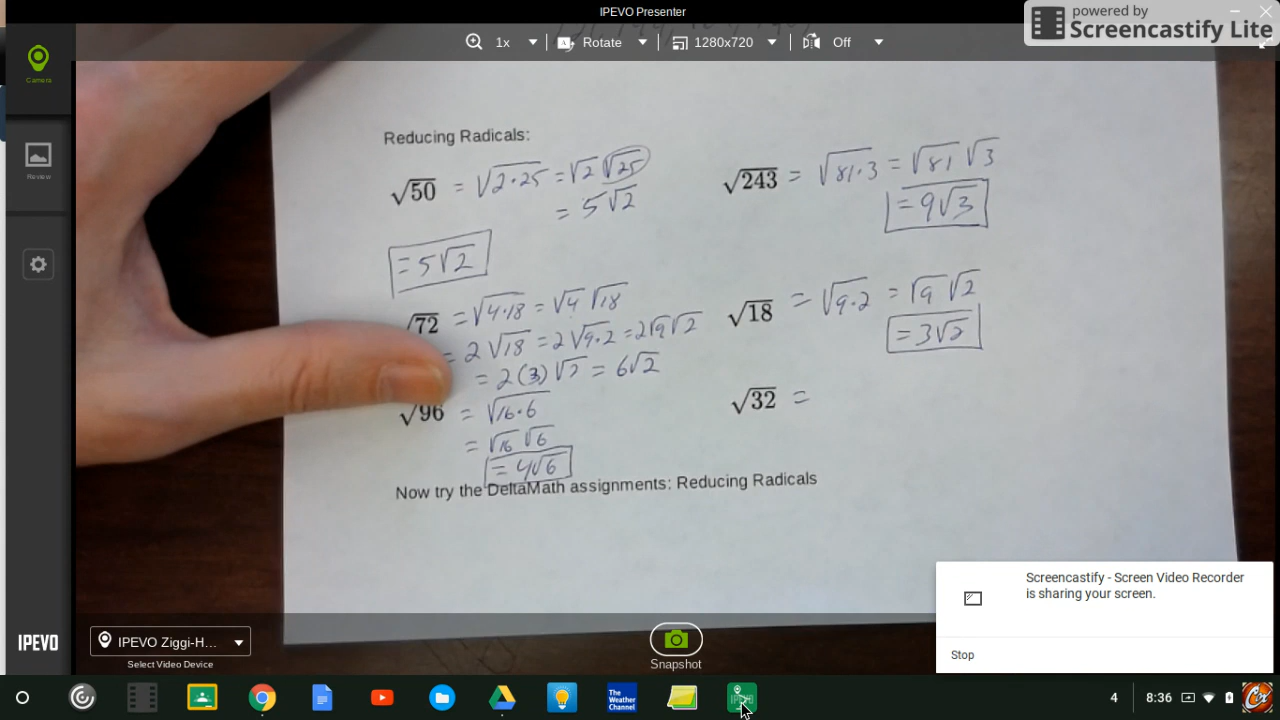 IPEVO Presenter
powered by
Screencastify Lite
1x Rotate 1280x720 Off
Camera
Review
Reducing Radicals:
√50 = √2·25 = √2 √25
= 5√2
= 5√2
√72 = √4·18 = √4 √18
= 2√18 = 2√9·2 = 2√9√2
= 2(3)√2 = 6√2
√96 = √16·6
= √16 √6
= 4√6
√243 = √81·3 = √81 √3
= 9√3
√18 = √9·2 = √9 √2
= 3√2
√32 =
Now try the DeltaMath assignments: Reducing Radicals
Screencastify - Screen Video Recorder
is sharing your screen.
Stop
IPEVO
IPEVO Ziggi-H...
Select Video Device
Snapshot
The
Weather
Channel
IPEVO
4 8:36